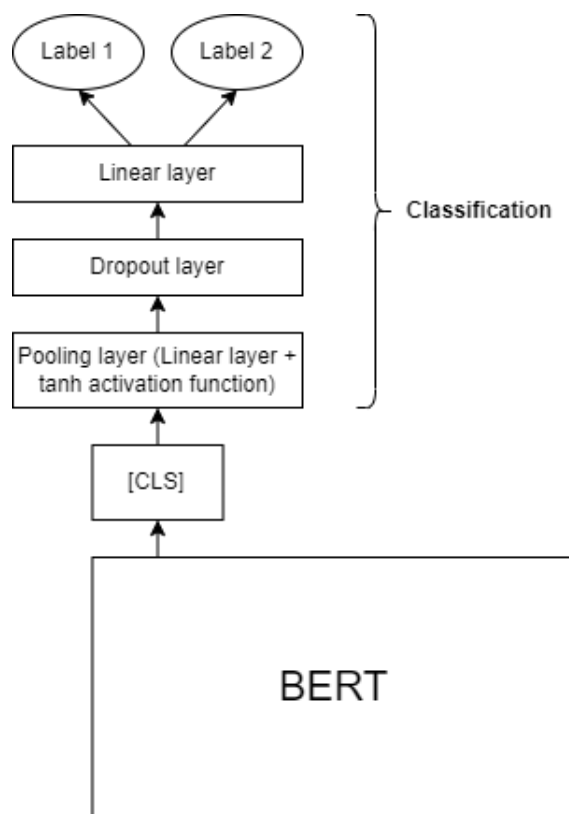 Label 1
Label 2
Linear layer
Classification
Dropout layer
Pooling layer (Linear layer +
tanh activation function)
[CLS]
BERT